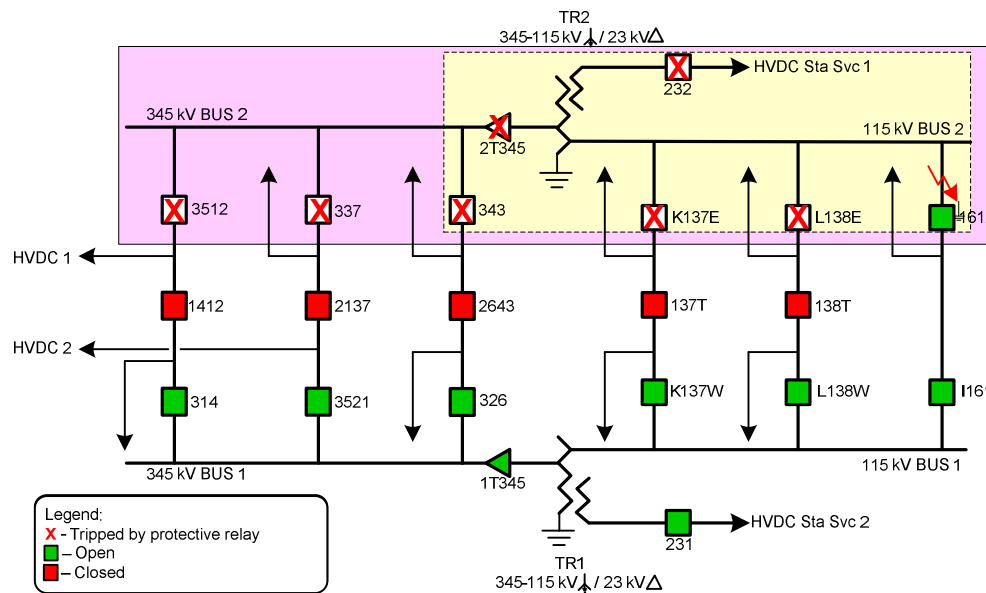 TR2
345-115 kV / 23 kV
HVDC Sta Svc 1
232
345 kV BUS 2
2T345
115 kV BUS 2
3512
337
343
K137E
L138E
HVDC 1
1412
2137
2643
137T
138T
HVDC 2
314
3521
326
K137W
L138W
I161
345 kV BUS 1
1T345
115 kV BUS 1
HVDC Sta Svc 2
231
TR1
345-115 kV / 23 kV
Legend:
X - Tripped by protective relay
– Open
– Closed